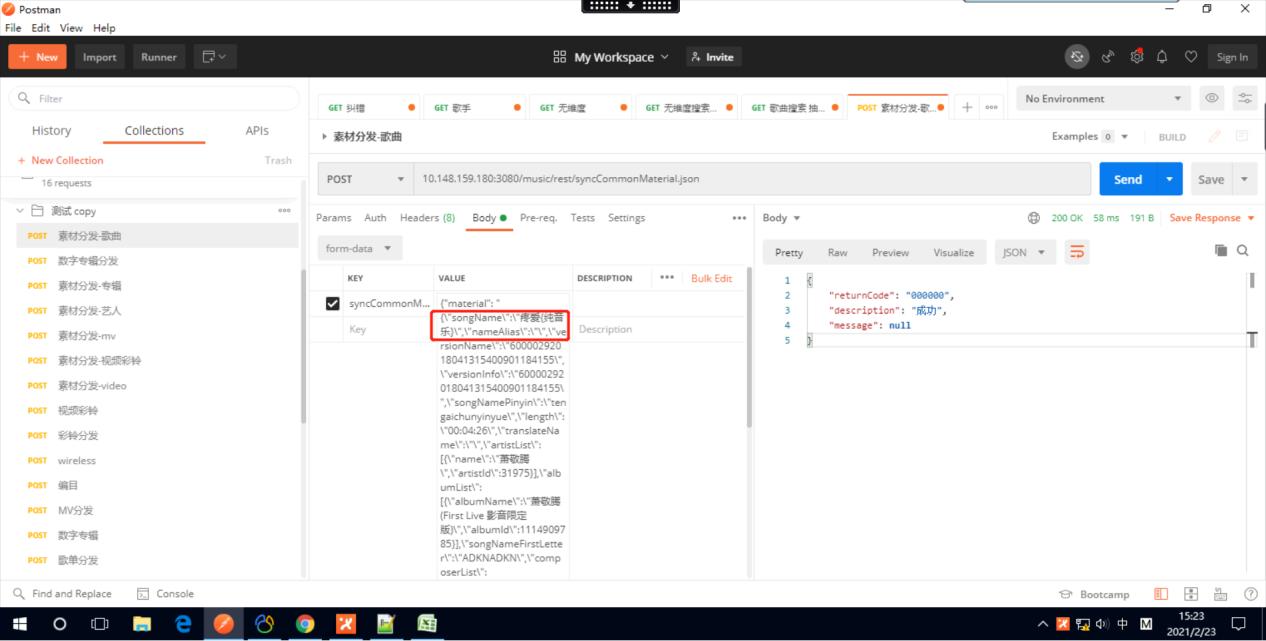 Postman
File Edit View Help
New Import Runner My Workspace Invite Sign In
Filter
History Collections APIs
+ New Collection Trash
16 requests
测试 copy
POST 素材分发-歌曲
POST 数字专辑分发
POST 素材分发-专辑
POST 素材分发-艺人
POST 素材分发-mv
POST 素材分发-视频彩铃
POST 素材分发-video
POST 视频彩铃
POST 彩铃分发
POST wireless
POST 编目
POST MV分发
POST 数字专辑
POST 歌单分发
GET 纠错 GET 歌手 GET 无维度 GET 无维度搜索... GET 歌曲搜索 抽... POST 素材分发-歌...
No Environment
素材分发-歌曲
Examples 0 BUILD
POST 10.148.159.180:3080/music/rest/syncCommonMaterial.json Send Save
Params Auth Headers (8) Body Pre-req. Tests Settings
form-data
KEY VALUE DESCRIPTION Bulk Edit
syncCommonM... {"material": "
{\"songName\":\"疼爱(纯音
乐)\",\"nameAlias\":\"\",\"ve
rsionName\":\"600002920
18041315400901184155\",
\"versionInfo\":\"60000292
018041315400901184155\
",\"songNamePinyin\":\"ten
gaichunyinyue\",\"length\":
\"00:04:26\",\"translateNa
me\":\"\",\"artistList\":
[{\"name\":\"萧敬腾
\",\"artistId\":31975}],\"alb
umList\":
[{\"albumName\":\"萧敬腾
(First Live 影音限定
版)\",\"albumId\":11149097
85}],\"songNameFirstLette
r\":\"ADKNADKN\",\"comp
oserList\":
Key Description
Body 200 OK 58 ms 191 B Save Response
Pretty Raw Preview Visualize JSON
1 {
2 "returnCode": "000000",
3 "description": "成功",
4 "message": null
5 }
Find and Replace Console Bootcamp
中 M
15:23
2021/2/23